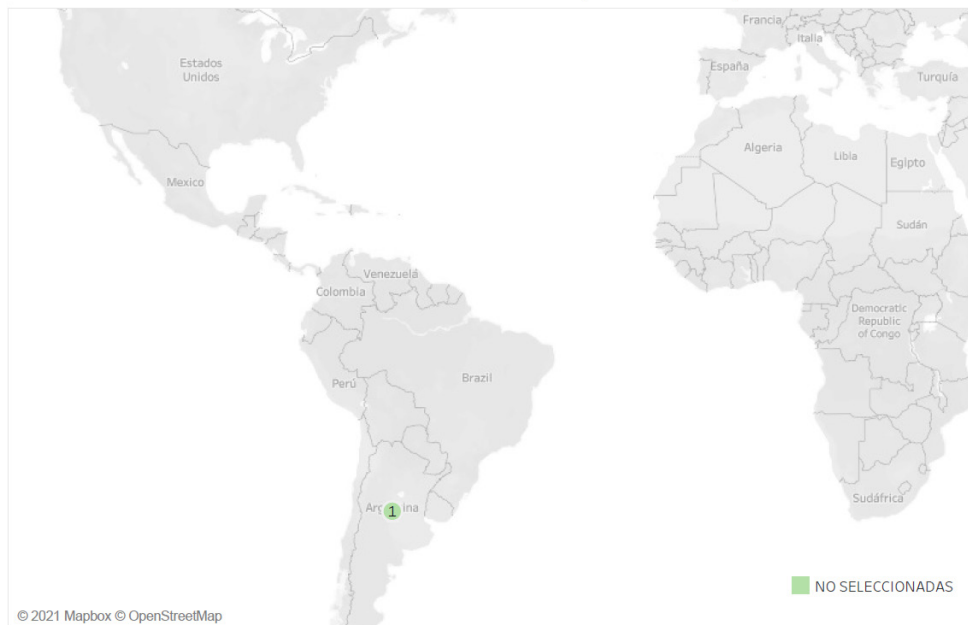 Francia
Italia
Estados
Unidos
España
Turquía
Algeria
Libia
Egipto
Mexico
Sudán
Venezuela
Colombia
Democratic
Republic
of Congo
Perú
Brazil
Sudáfrica
Argentina
1
NO SELECCIONADAS
© 2021 Mapbox © OpenStreetMap